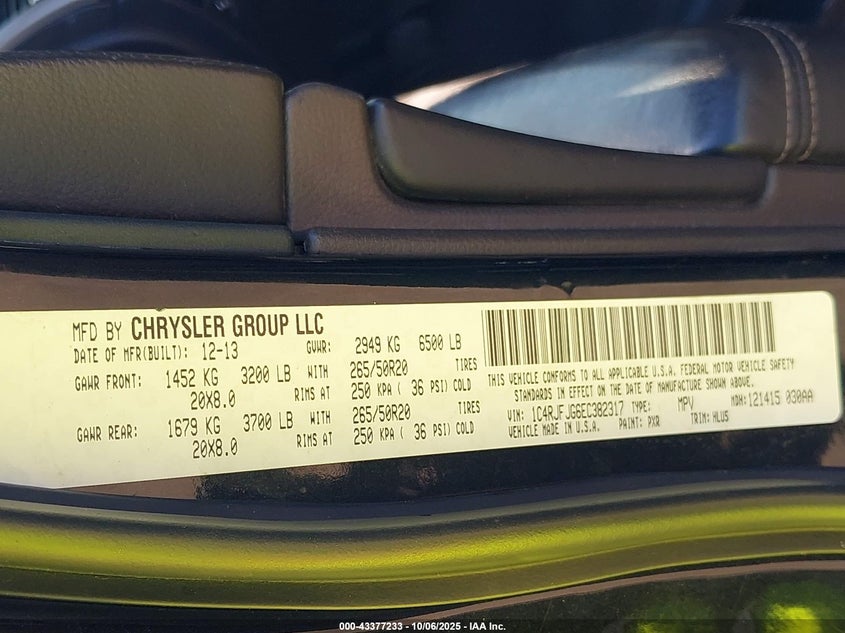 MFD BY CHRYSLER GROUP LLC
DATE OF MFR(BUILT): 12-13 GVWR: 2949 KG 6500 LB
GAWR FRONT: 1452 KG 3200 LB WITH 265/50R20 TIRES
20X8.0 RIMS AT 250 KPA ( 36 PSI) COLD
GAWR REAR: 1679 KG 3700 LB WITH 265/50R20 TIRES
20X8.0 RIMS AT 250 KPA ( 36 PSI) COLD
THIS VEHICLE CONFORMS TO ALL APPLICABLE U.S.A. FEDERAL MOTOR VEHICLE SAFETY
STANDARDS IN EFFECT ON THE DATE OF MANUFACTURE SHOWN ABOVE.
VIN: 1C4RJFJG6EC382317 TYPE: MPV MDH:121415 030AA
VEHICLE MADE IN U.S.A. PAINT: PXR TRIM: HLUS
000-43377233 - 10/06/2025 - IAA Inc.